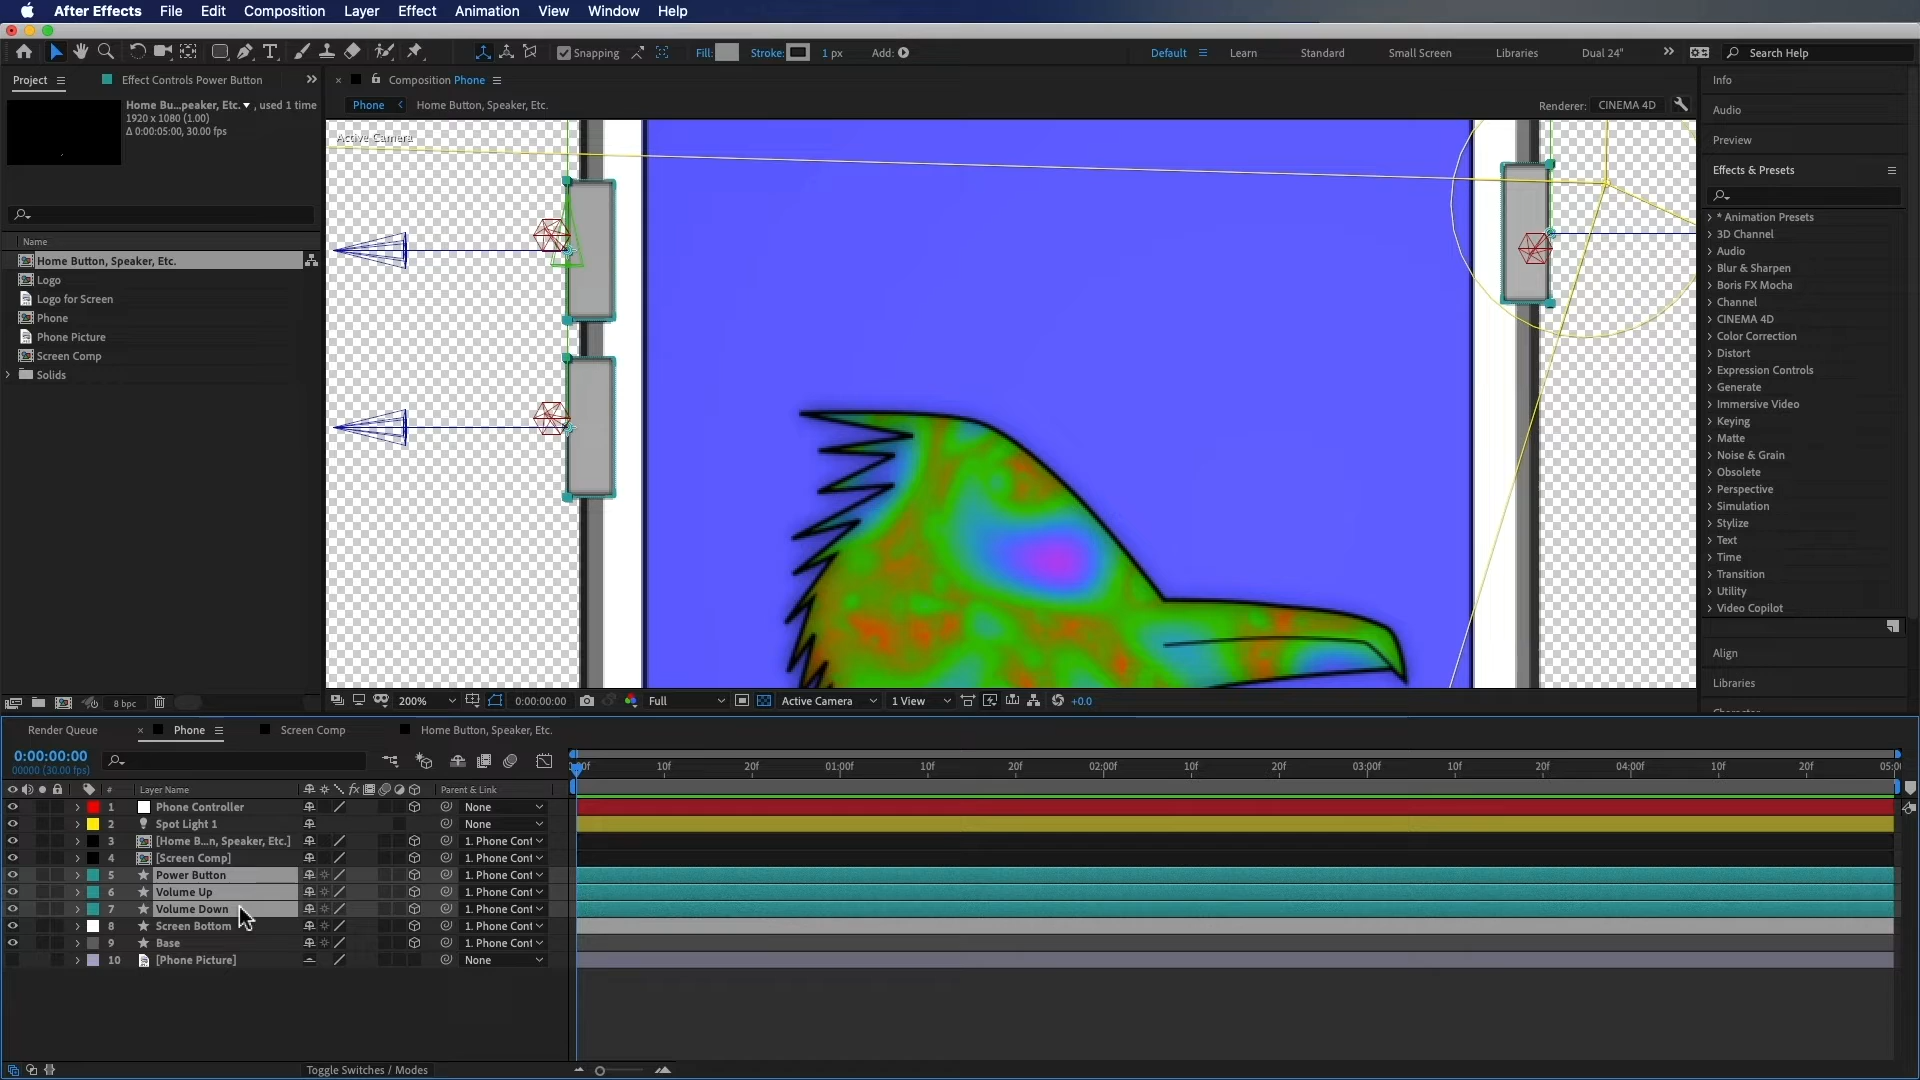 After Effects File Edit Composition Layer Effect Animation View Window Help
Snapping Fill: Stroke: 1 px Add: Default Learn Standard Small Screen Libraries Dual 24" Search Help
Project Effect Controls Power Button Composition Phone
Home Bu...peaker, Etc. , used 1 time
1920 x 1080 (1.00)
Δ 0:00:05:00, 30.00 fps
Phone Home Button, Speaker, Etc.
Renderer: CINEMA 4D
Active Camera
Name
Home Button, Speaker, Etc.
Logo
Logo for Screen
Phone
Phone Picture
Screen Comp
Solids
Info
Audio
Preview
Effects & Presets
* Animation Presets
3D Channel
Audio
Blur & Sharpen
Boris FX Mocha
Channel
CINEMA 4D
Color Correction
Distort
Expression Controls
Generate
Immersive Video
Keying
Matte
Noise & Grain
Obsolete
Perspective
Simulation
Stylize
Text
Time
Transition
Utility
Video Copilot
Align
Libraries
8 bpc
200% 0:00:00:00 Full Active Camera 1 View +0.0
Render Queue Phone Screen Comp Home Button, Speaker, Etc.
0:00:00:00
00000 (30.00 fps)
10f 20f 01:00f 10f 20f 02:00f 10f 20f 03:00f 10f 20f 04:00f 10f 20f
# Layer Name fx Parent & Link
1 Phone Controller None
2 Spot Light 1 None
3 [Home B...n, Speaker, Etc.] 1. Phone Cont
4 [Screen Comp] 1. Phone Cont
5 Power Button 1. Phone Cont
6 Volume Up 1. Phone Cont
7 Volume Down 1. Phone Cont
8 Screen Bottom 1. Phone Cont
9 Base 1. Phone Cont
10 [Phone Picture] None
Toggle Switches / Modes